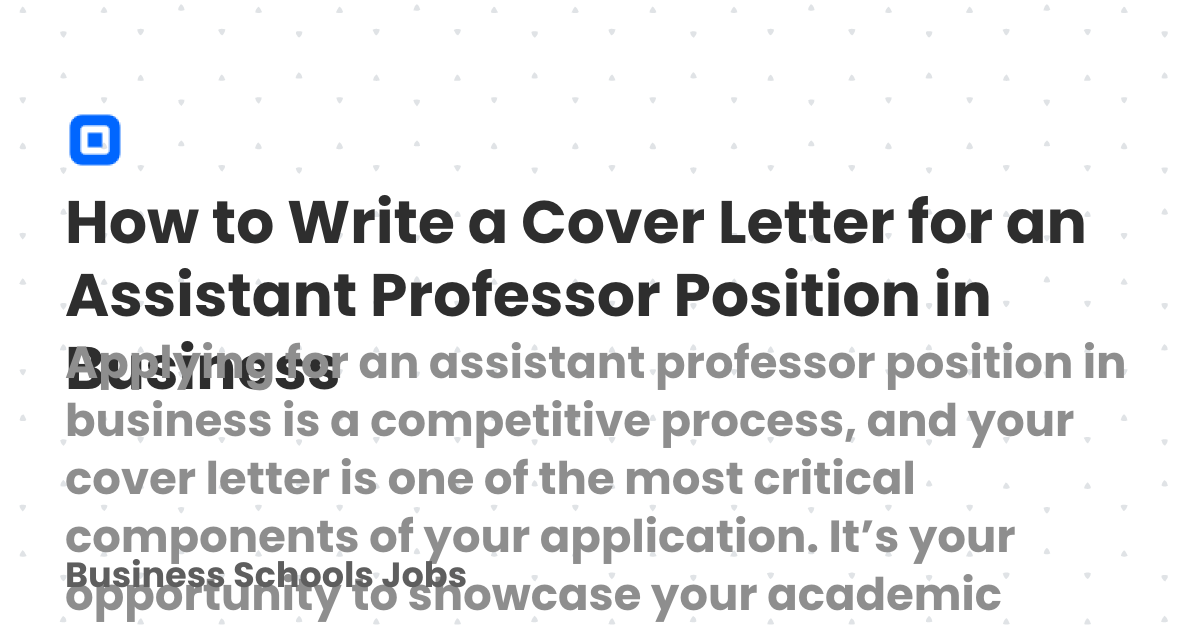 How to Write a Cover Letter for an
Assistant Professor Position in
Business
Applying for an assistant professor position in
business is a competitive process, and your
cover letter is one of the most critical
components of your application. It’s your
Business Schools Jobs
opportunity to showcase your academic